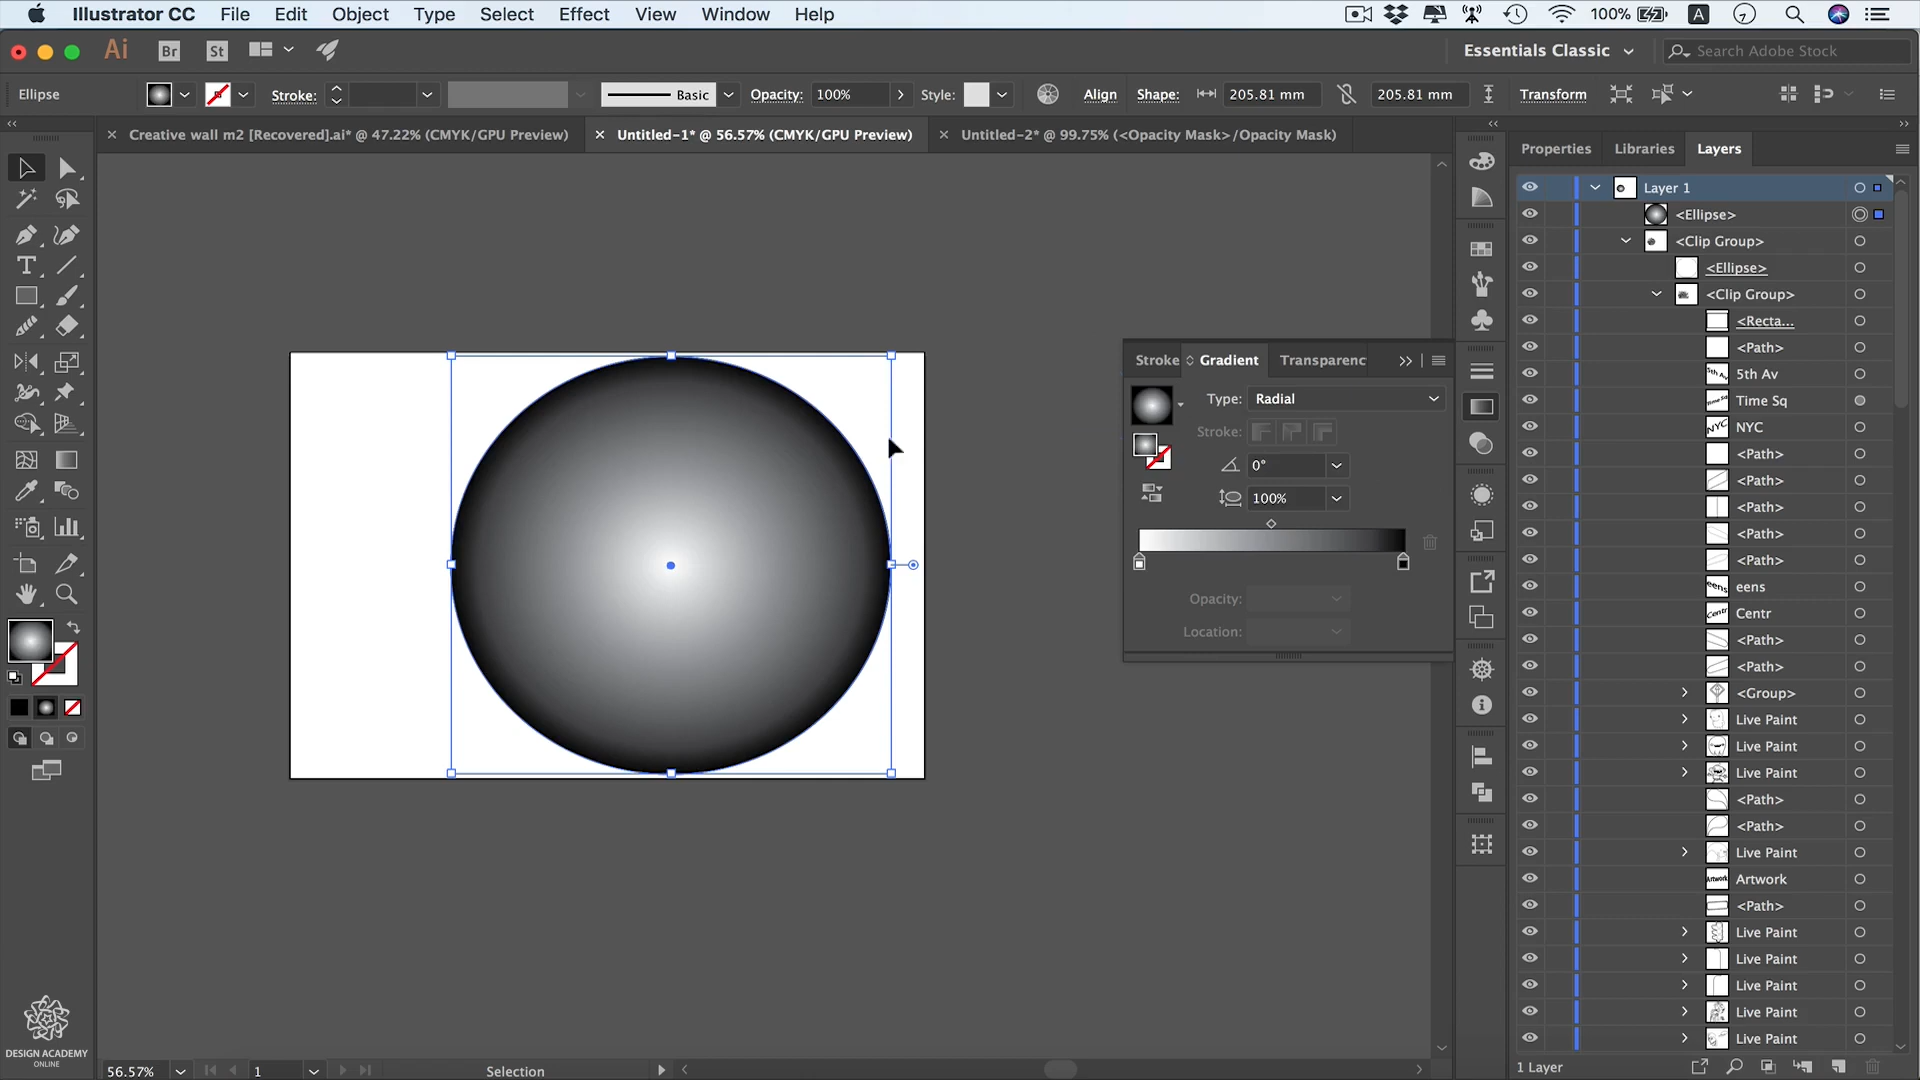 Illustrator CC File Edit Object Type Select Effect View Window Help
100% A
Ai Br St
Essentials Classic
Search Adobe Stock
Ellipse Stroke: Basic Opacity: 100% Style: Align Shape: 205.81 mm 205.81 mm Transform
Creative wall m2 [Recovered].ai* @ 47.22% (CMYK/GPU Preview)
Untitled-1* @ 56.57% (CMYK/GPU Preview)
Untitled-2* @ 99.75% (<Opacity Mask>/Opacity Mask)
Properties Libraries Layers
Layer 1
<Ellipse>
<Clip Group>
<Ellipse>
<Clip Group>
<Recta...
<Path>
5th Av
Time Sq
NYC
<Path>
<Path>
<Path>
<Path>
<Path>
eens
Centr
<Path>
<Path>
<Group>
Live Paint
Live Paint
Live Paint
<Path>
<Path>
Live Paint
Artwork
<Path>
Live Paint
Live Paint
Live Paint
Live Paint
Live Paint
1 Layer
Stroke Gradient Transparenc
Type: Radial
Stroke:
0°
100%
Opacity:
Location:
DESIGN ACADEMY
ONLINE
56.57% 1 Selection